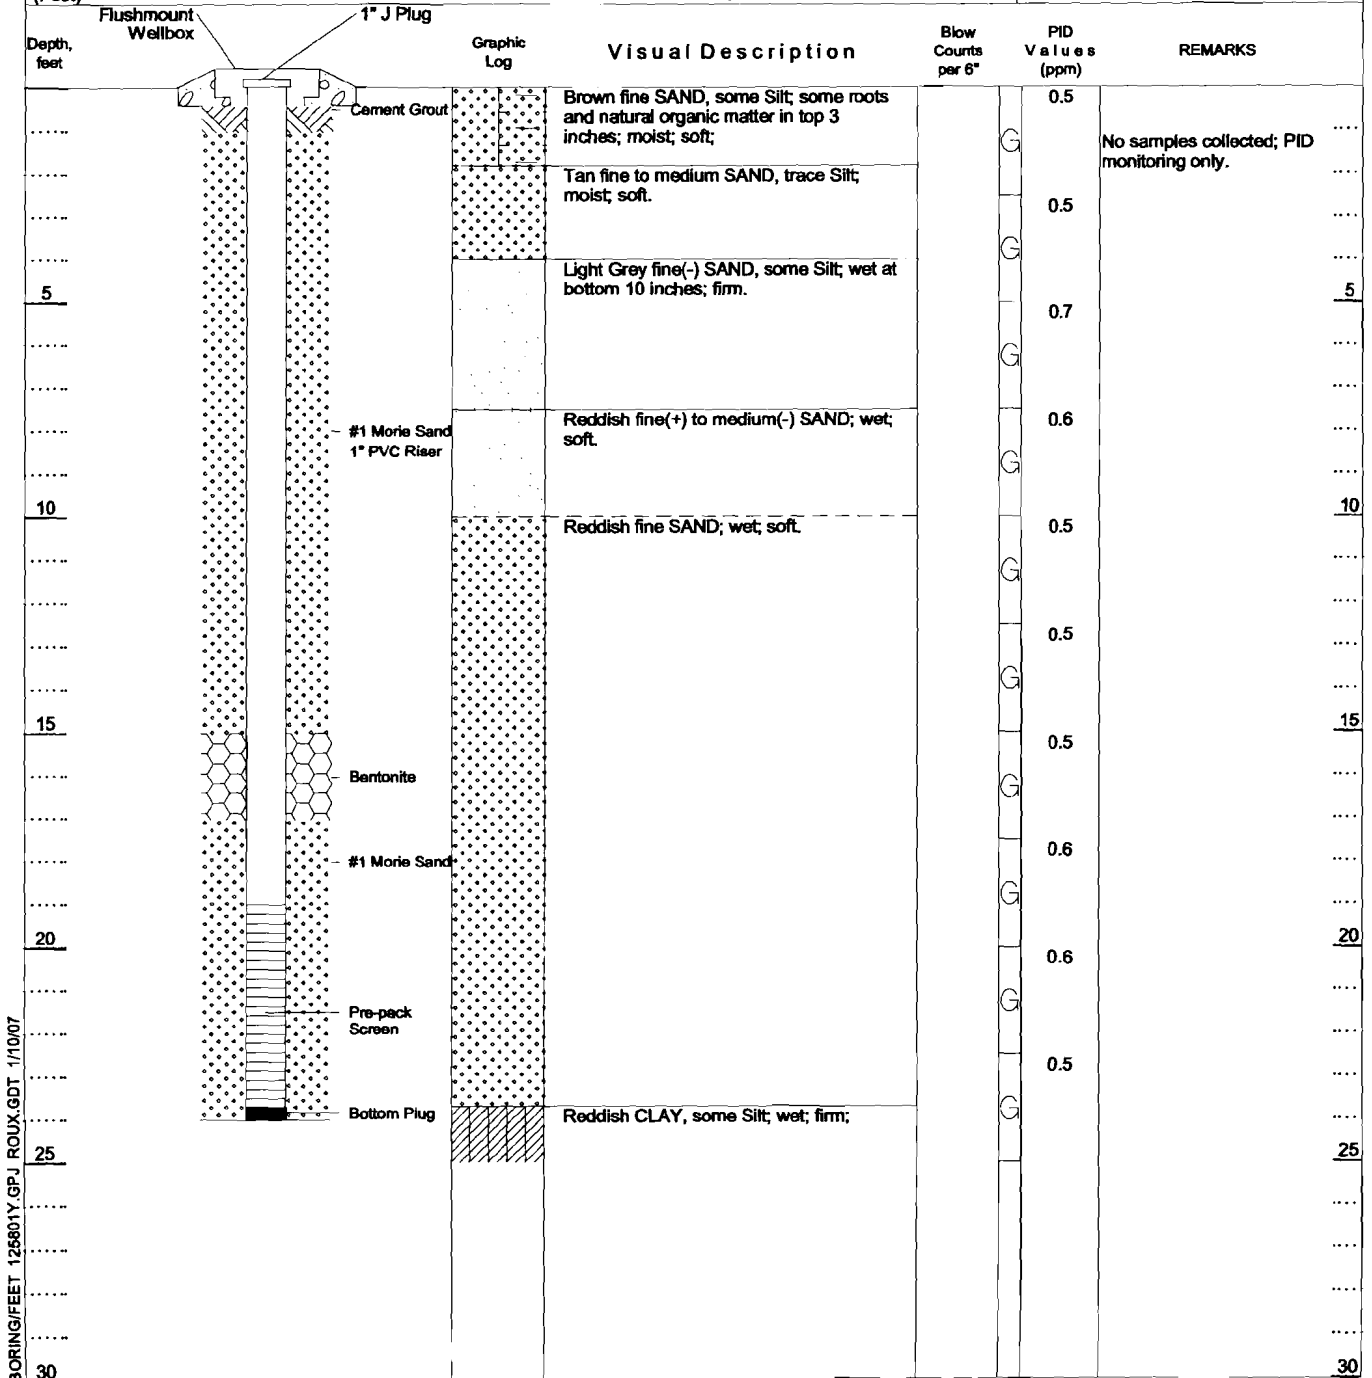 Flushmount
Wellbox
1" J Plug
Depth,
feet
Graphic
Log
Visual Description
Blow
Counts
per 6"
PID
Values
(ppm)
REMARKS
Cement Grout
Brown fine SAND, some Silt; some roots
and natural organic matter in top 3
inches; moist; soft;
G
0.5
No samples collected; PID
monitoring only.
Tan fine to medium SAND, trace Silt;
moist; soft.
0.5
G
Light Grey fine(-) SAND, some Silt; wet at
bottom 10 inches; firm.
5
0.7
5
G
#1 Morie Sand
1" PVC Riser
Reddish fine(+) to medium(-) SAND; wet;
soft.
0.6
G
10
Reddish fine SAND; wet; soft.
0.5
10
G
0.5
G
15
0.5
15
Bentonite
G
#1 Morie Sand
0.6
G
20
0.6
20
G
Pre-pack
Screen
0.5
Bottom Plug
Reddish CLAY, some Silt; wet; firm;
G
25
25
30
30
BORING/FEET 125801Y.GPJ ROUX.GDT 1/10/07